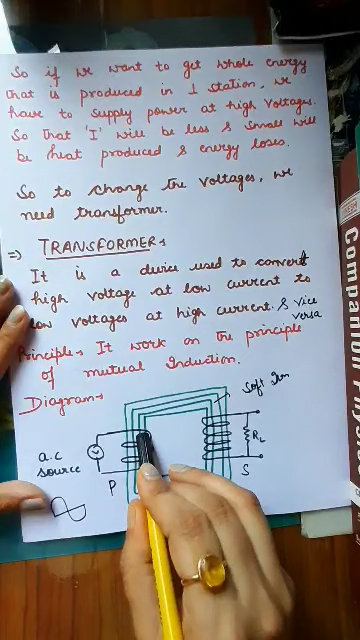 So if we want to get whole energy
that is produced in 1 station, we
have to supply power at high voltages.
So that 'I' will be less & small will
be heat produced & energy loses.
So to change the voltages, we
need transformer.
⇒ TRANSFORMER→
It is a device used to convert
high voltage at low current to
low voltages at high current. & vice
versa
Principle→ It work on the principle
of mutual Induction.
Diagram→
Soft Iron
a.c
source
RL
P
S